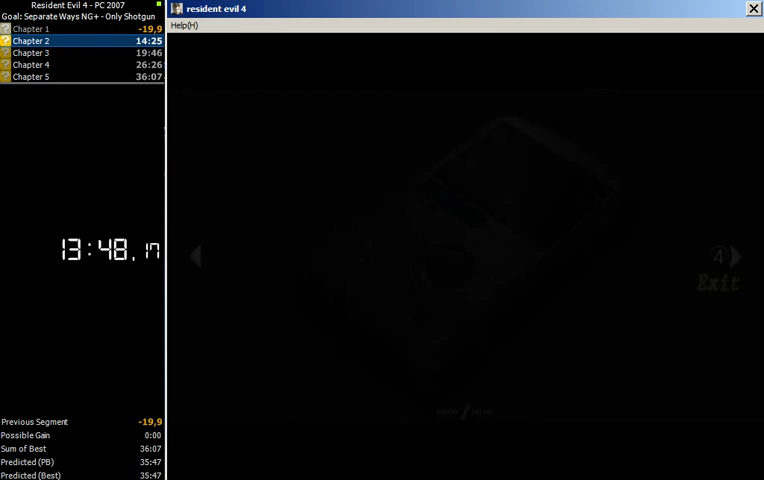 Resident Evil 4 - PC 2007
Goal: Separate Ways NG+ - Only Shotgun
Chapter 1 -19,9
Chapter 2 14:25
Chapter 3 19:46
Chapter 4 26:26
Chapter 5 36:07
13:48.17
Previous Segment -19,9
Possible Gain 0:00
Sum of Best 36:07
Predicted (PB) 35:47
Predicted (Best) 35:47
resident evil 4
Help(H)
4
Exit